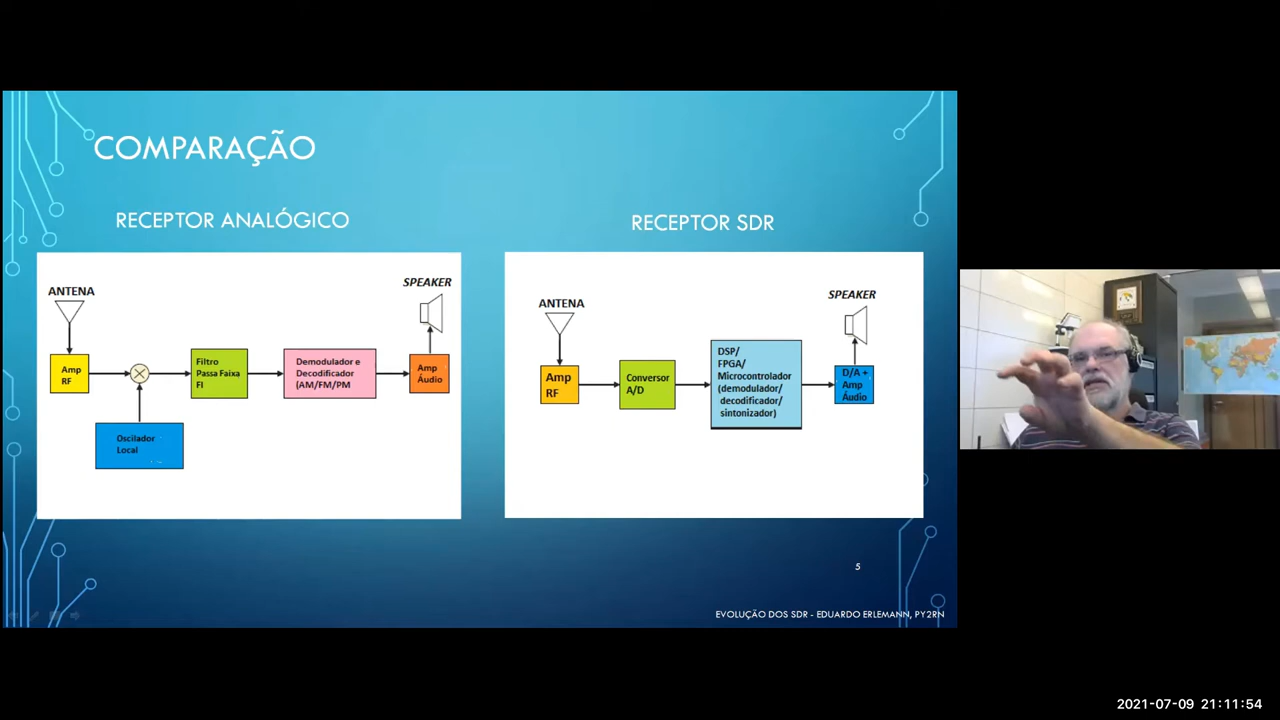 COMPARAÇÃO
RECEPTOR ANALÓGICO
ANTENA
SPEAKER
Amp
RF
Filtro
Passa Faixa
FI
Demodulador e
Decodificador
(AM/FM/PM
Amp
Áudio
Oscilador
Local
RECEPTOR SDR
ANTENA
SPEAKER
Amp
RF
Conversor
A/D
DSP/
FPGA/
Microcontrolador
(demodulador/
decodificador/
sintonizador)
D/A +
Amp
Áudio
5
EVOLUÇÃO DOS SDR - EDUARDO ERLEMANN, PY2RN
2021-07-09 21:11:54